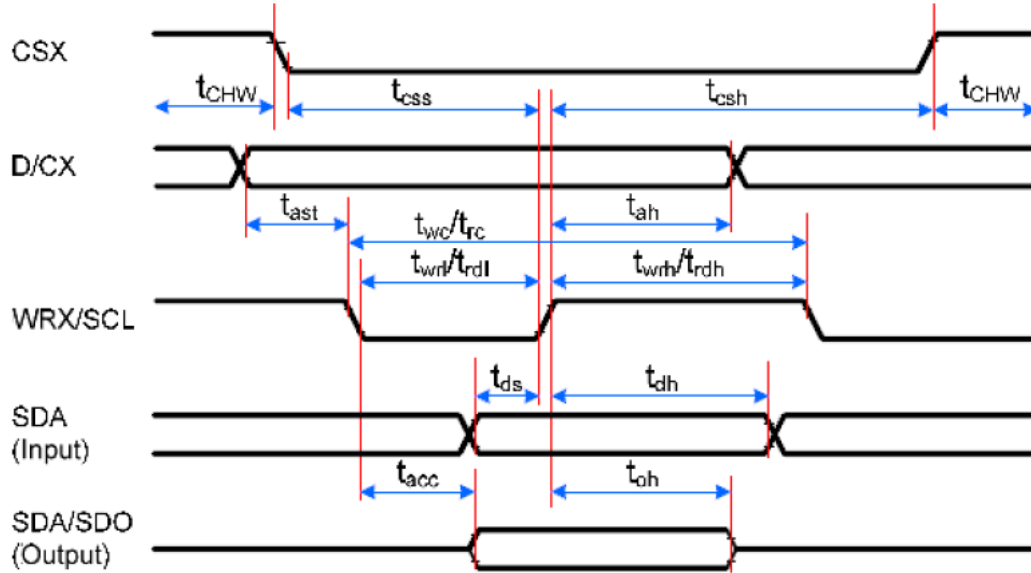 CSX
tCHW
tcss
tcsh
tCHW
D/CX
tast
tah
twc/trc
twrl/trdl
twrh/trdh
WRX/SCL
tds
tdh
SDA
(Input)
tacc
toh
SDA/SDO
(Output)